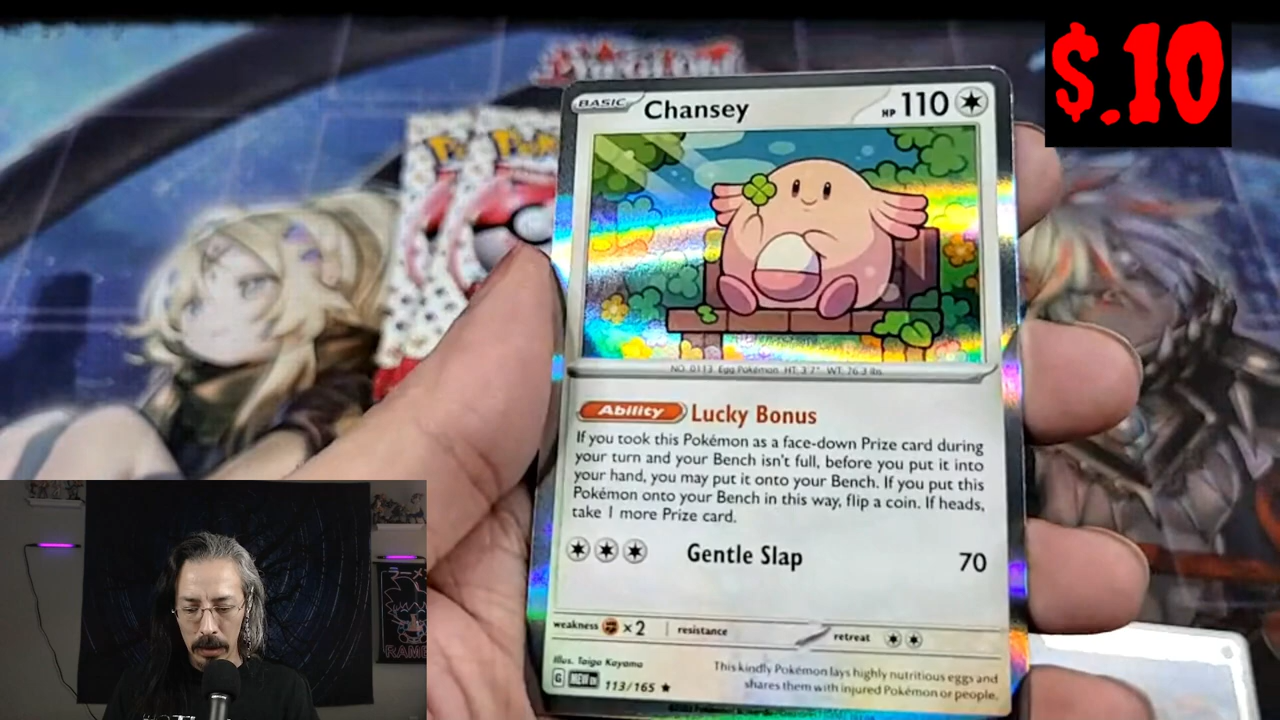 $.10
BASIC Chansey HP 110
NO. 0113 Egg Pokémon HT: 3'7" WT: 76.3 lbs
Ability Lucky Bonus
If you took this Pokémon as a face-down Prize card during
your turn and your Bench isn't full, before you put it into
your hand, you may put it onto your Bench. If you put this
Pokémon onto your Bench in this way, flip a coin. If heads,
take 1 more Prize card.
Gentle Slap 70
weakness ×2 resistance retreat
Illus. Taiga Kayama
This kindly Pokémon lays highly nutritious eggs and
shares them with injured Pokémon or people.
G MEW EN 113/165 ★